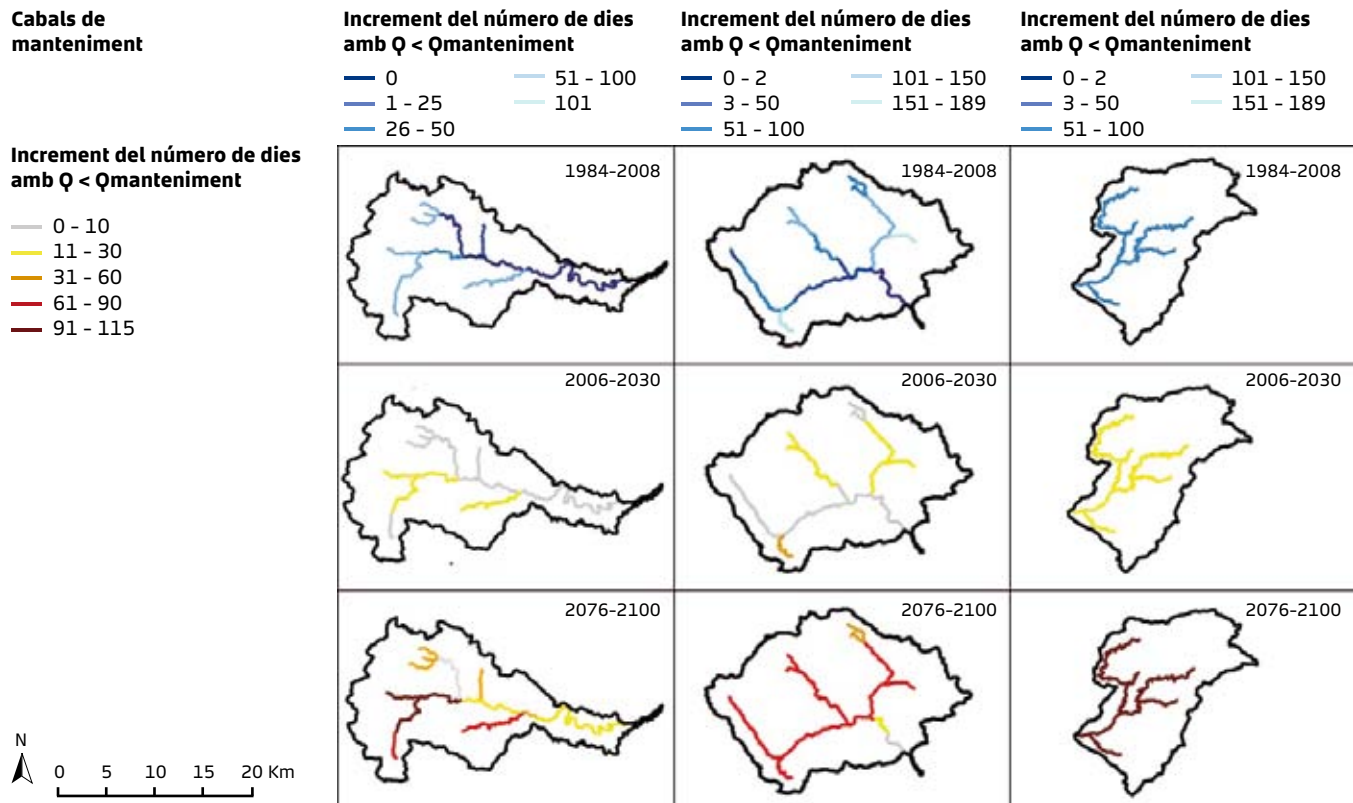 Cabals de
manteniment
Increment del número de dies
amb Q < Qmanteniment
0 – 10
11 – 30
31 – 60
61 – 90
91 – 115
Increment del número de dies
amb Q < Qmanteniment
0
1 – 25
26 – 50
51 – 100
101
Increment del número de dies
amb Q < Qmanteniment
0 – 2
3 – 50
51 – 100
101 – 150
151 – 189
Increment del número de dies
amb Q < Qmanteniment
0 – 2
3 – 50
51 – 100
101 – 150
151 – 189
1984-2008
1984-2008
1984-2008
2006-2030
2006-2030
2006-2030
2076-2100
2076-2100
2076-2100
N
0 5 10 15 20 Km